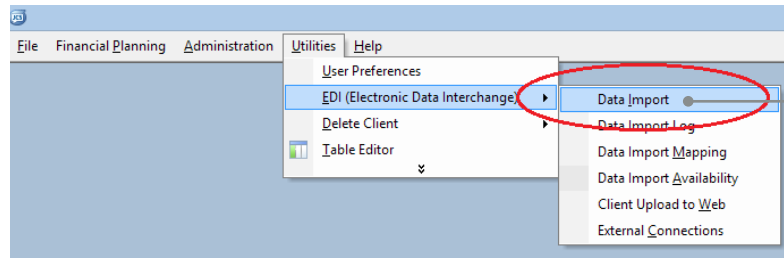 File Financial Planning Administration Utilities Help
User Preferences
EDI (Electronic Data Interchange)
Delete Client
Table Editor
Data Import
Data Import Log
Data Import Mapping
Data Import Availability
Client Upload to Web
External Connections